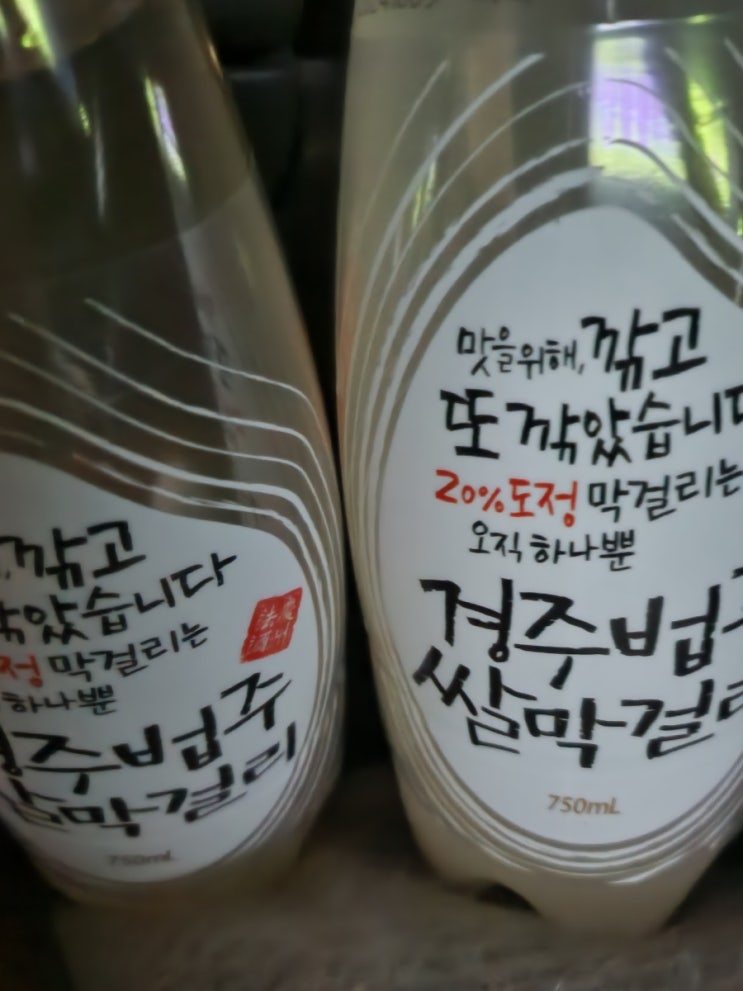 깎고
깎았습니다
정 막걸리는
하나뿐
경주법주
쌀막걸리
750mL
맛을위해, 깎고
또 깎았습니다
20%도정 막걸리는
오직 하나뿐
경주법주
쌀막걸리
750mL